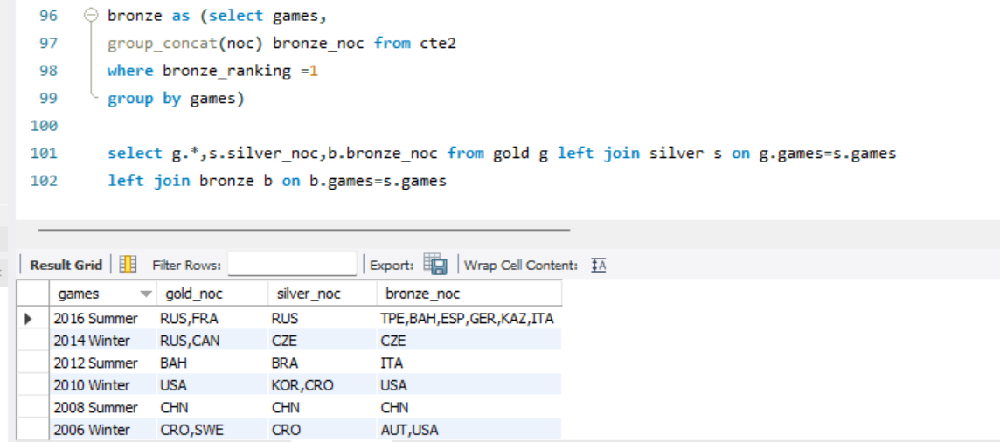 96 bronze as (select games,
97 group_concat(noc) bronze_noc from cte2
98 where bronze_ranking =1
99 group by games)
100
101 select g.*,s.silver_noc,b.bronze_noc from gold g left join silver s on g.games=s.games
102 left join bronze b on b.games=s.games
Result Grid Filter Rows: Export: Wrap Cell Content: IA
games gold_noc silver_noc bronze_noc
2016 Summer RUS,FRA RUS TPE,BAH,ESP,GER,KAZ,ITA
2014 Winter RUS,CAN CZE CZE
2012 Summer BAH BRA ITA
2010 Winter USA KOR,CRO USA
2008 Summer CHN CHN CHN
2006 Winter CRO,SWE CRO AUT,USA